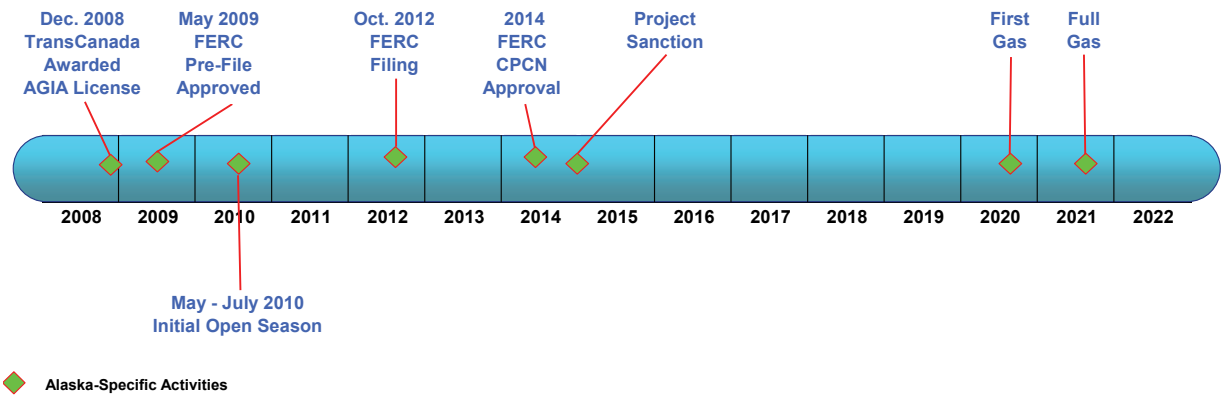 Dec. 2008
TransCanada
Awarded
AGIA License
May 2009
FERC
Pre-File
Approved
Oct. 2012
FERC
Filing
2014
FERC
CPCN
Approval
Project
Sanction
First
Gas
Full
Gas
2008 2009 2010 2011 2012 2013 2014 2015 2016 2017 2018 2019 2020 2021 2022
May - July 2010
Initial Open Season
Alaska-Specific Activities